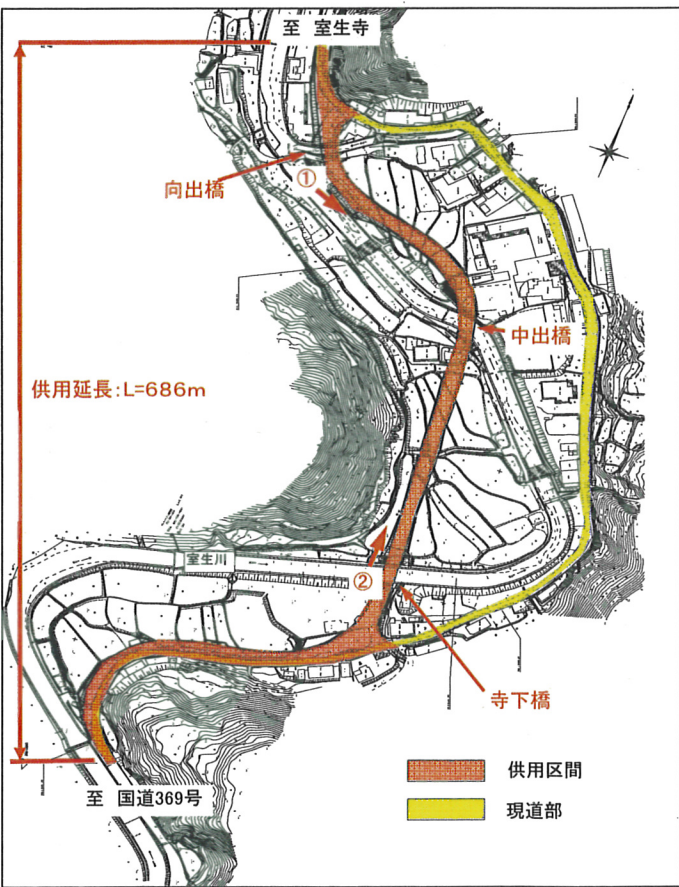 至 室生寺
向出橋
①
中出橋
供用延長:L=686m
室生川
②
寺下橋
至 国道369号
供用区間
現道部